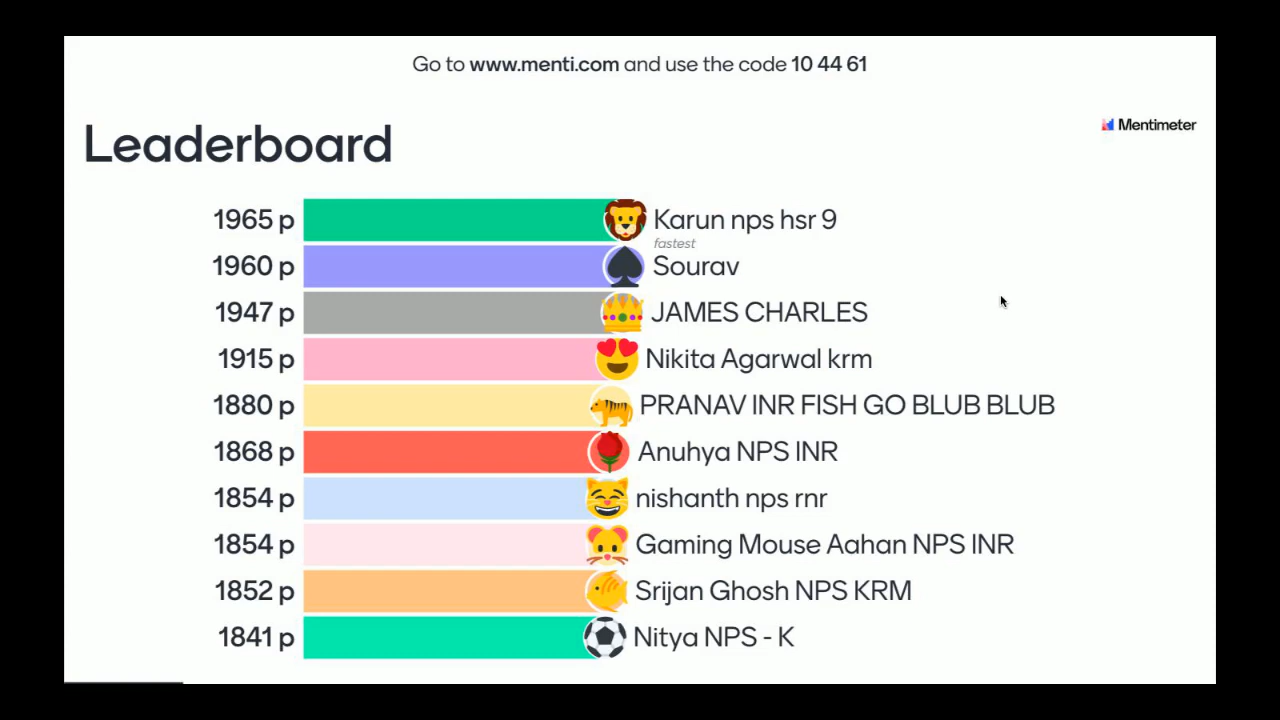 Go to www.menti.com and use the code 10 44 61
Mentimeter
Leaderboard
1965 p Karun nps hsr 9
fastest
1960 p Sourav
1947 p JAMES CHARLES
1915 p Nikita Agarwal krm
1880 p PRANAV INR FISH GO BLUB BLUB
1868 p Anuhya NPS INR
1854 p nishanth nps rnr
1854 p Gaming Mouse Aahan NPS INR
1852 p Srijan Ghosh NPS KRM
1841 p Nitya NPS - K